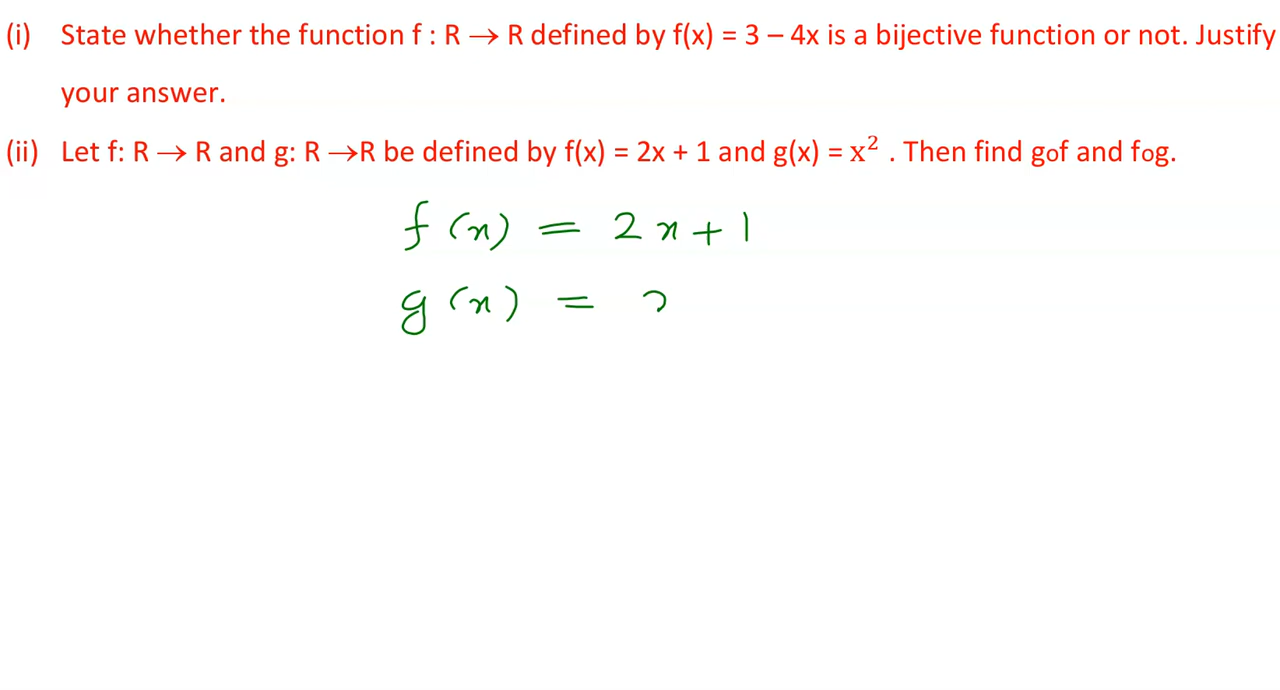 (i) State whether the function f : R → R defined by f(x) = 3 – 4x is a bijective function or not. Justify
your answer.
(ii) Let f: R → R and g: R →R be defined by f(x) = 2x + 1 and g(x) = x² . Then find gof and fog.
f (x) = 2x + 1
g (x) =